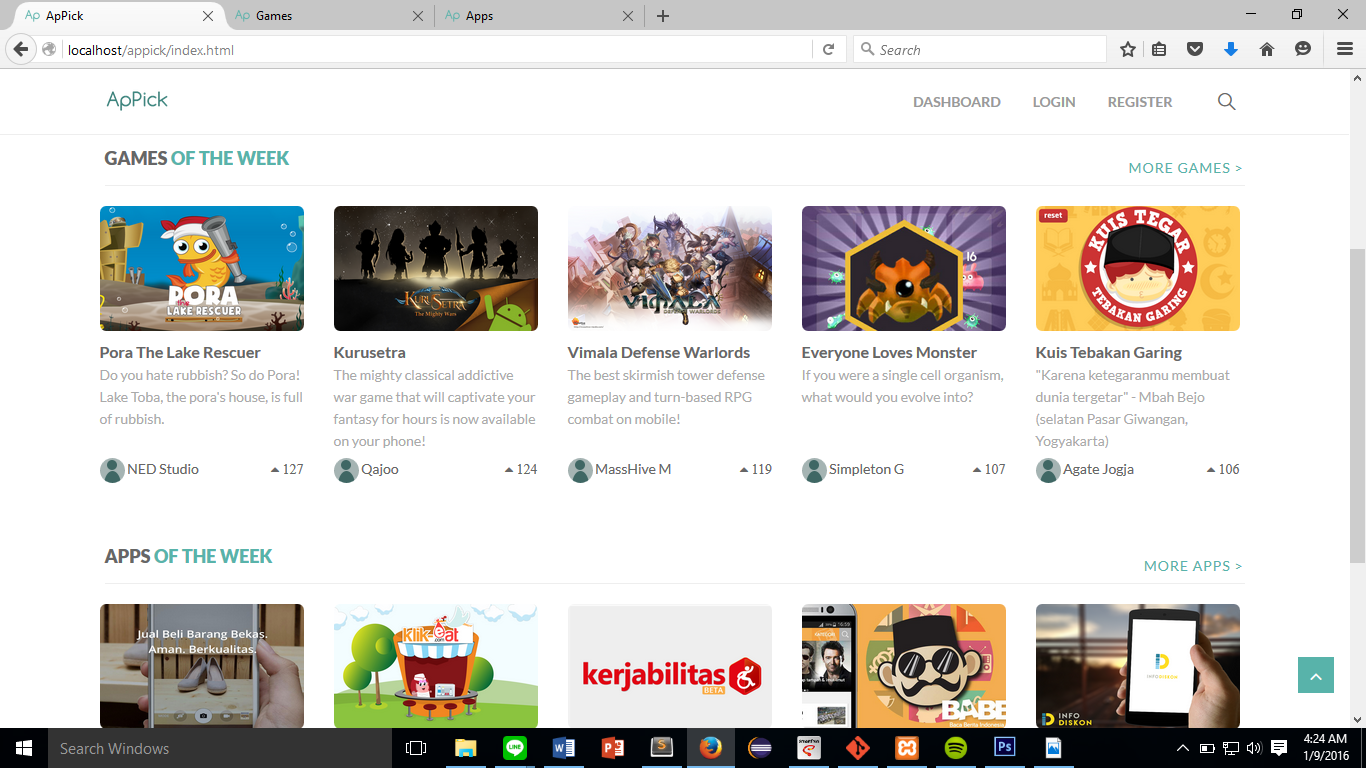 ApPick
Games
Apps
localhost/appick/index.html
Search
ApPick
DASHBOARD
LOGIN
REGISTER
GAMES OF THE WEEK
MORE GAMES >
PORA
LAKE RESCUER
KURUSETRA
The Mighty Wars
VIMALA
DEFENSE WARLORDS
16
reset
KUIS TEGAR
TEBAKAN GARING
Pora The Lake Rescuer
Do you hate rubbish? So do Pora!
Lake Toba, the pora's house, is full
of rubbish.
NED Studio
127
Kurusetra
The mighty classical addictive
war game that will captivate your
fantasy for hours is now available
on your phone!
Qajoo
124
Vimala Defense Warlords
The best skirmish tower defense
gameplay and turn-based RPG
combat on mobile!
MassHive M
119
Everyone Loves Monster
If you were a single cell organism,
what would you evolve into?
Simpleton G
107
Kuis Tebakan Garing
"Karena ketegaranmu membuat
dunia tergetar" - Mbah Bejo
(selatan Pasar Giwangan,
Yogyakarta)
Agate Jogja
106
APPS OF THE WEEK
MORE APPS >
Jual Beli Barang Bekas.
Aman. Berkualitas.
klik-eat
.com
kerjabilitas
BETA
BABE
Baca Berita Indonesia
INFODISKON
INFO
DISKON
Search Windows
4:24 AM
1/9/2016